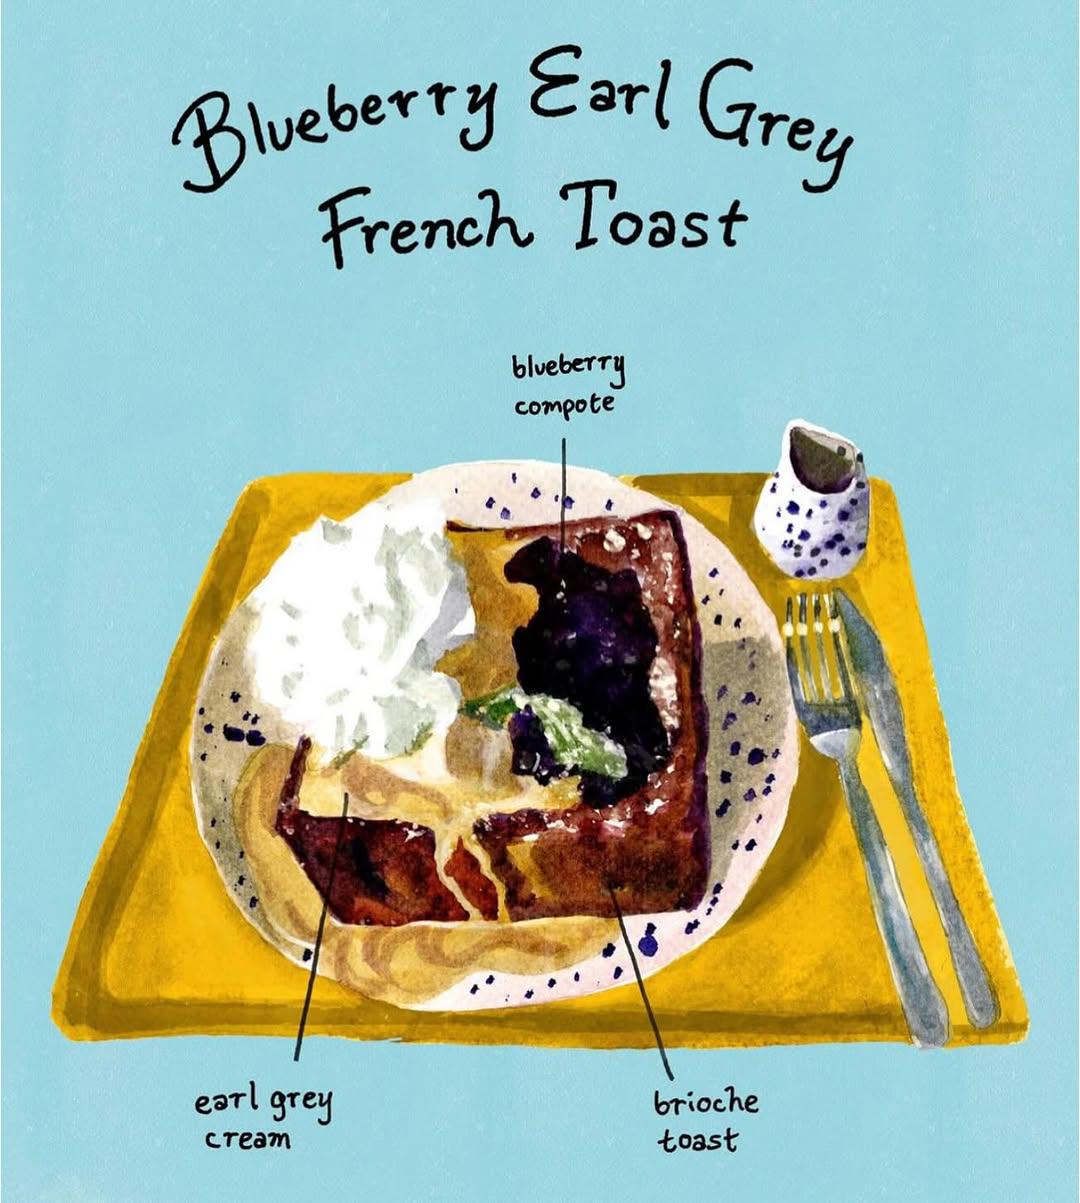 Blueberry Earl Grey
French Toast
blueberry
compote
earl grey
cream
brioche
toast